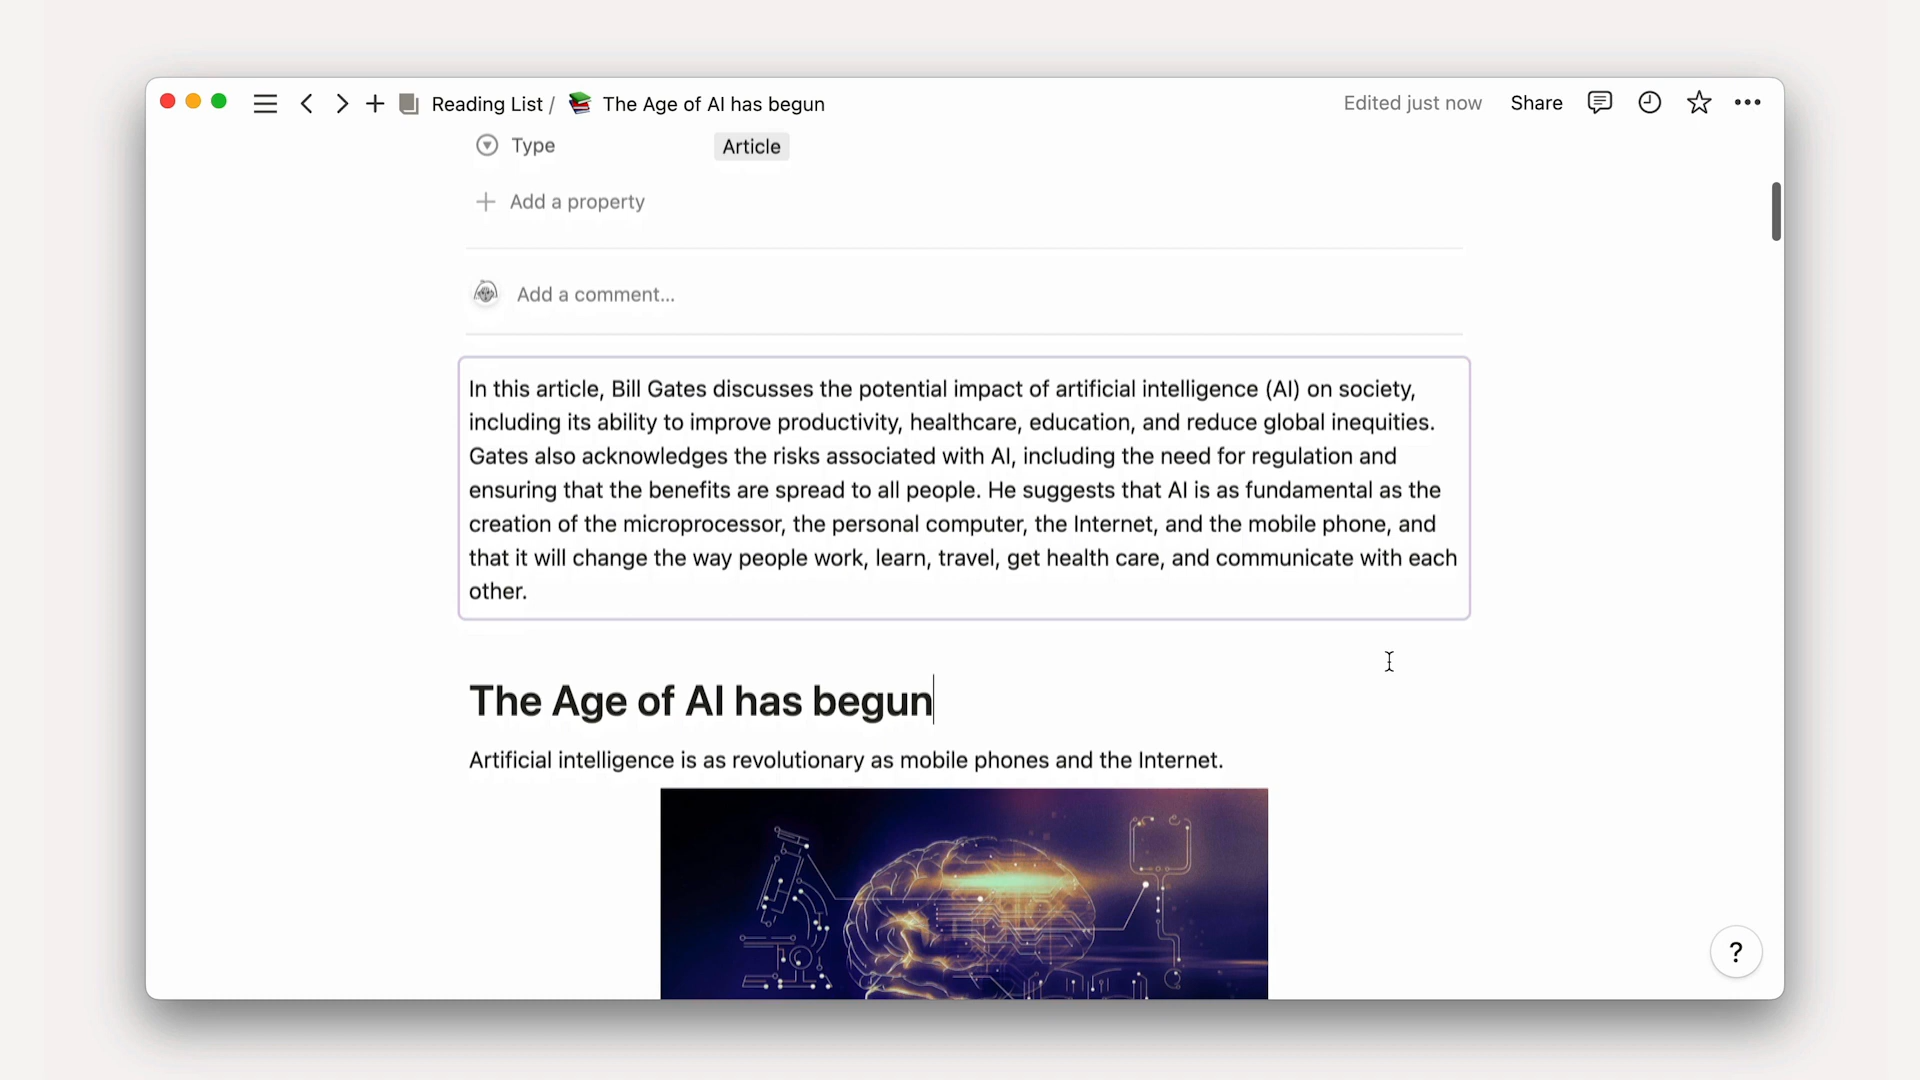 Reading List / The Age of AI has begun
Edited just now Share
Type Article
Add a property
Add a comment...
In this article, Bill Gates discusses the potential impact of artificial intelligence (AI) on society,
including its ability to improve productivity, healthcare, education, and reduce global inequities.
Gates also acknowledges the risks associated with AI, including the need for regulation and
ensuring that the benefits are spread to all people. He suggests that AI is as fundamental as the
creation of the microprocessor, the personal computer, the Internet, and the mobile phone, and
that it will change the way people work, learn, travel, get health care, and communicate with each
other.
The Age of AI has begun
Artificial intelligence is as revolutionary as mobile phones and the Internet.
?